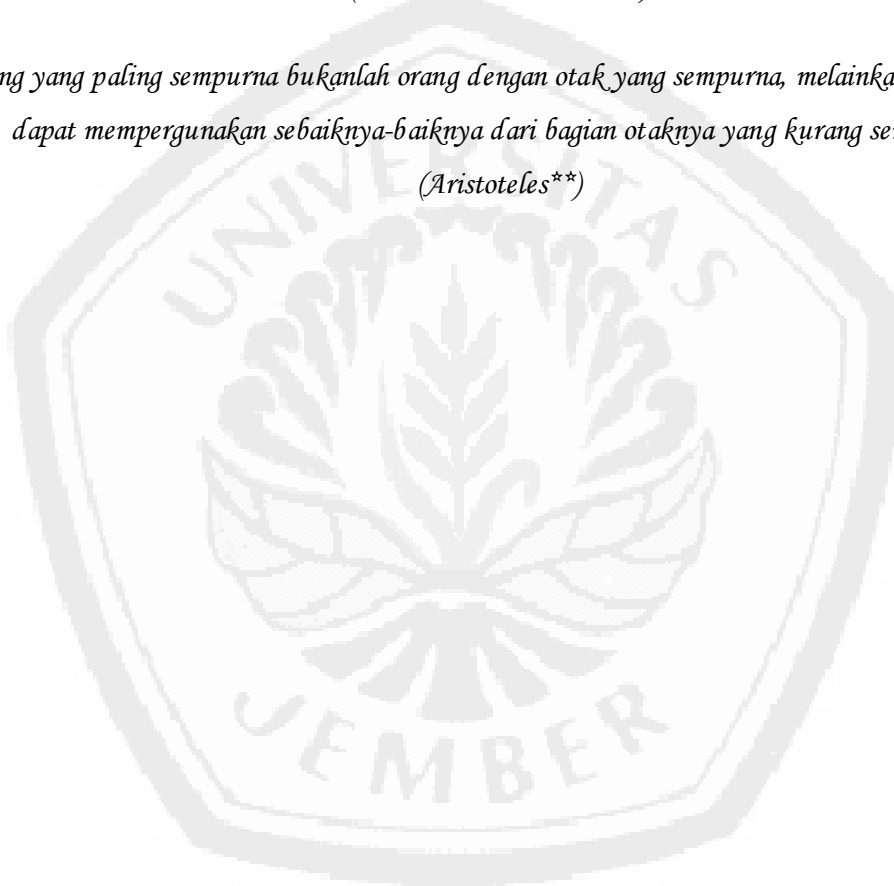 ng yang paling sempurna bukanlah orang dengan otak yang sempurna, melainka
dapat mempergunakan sebaiknya-baiknya dari bagian otaknya yang kurang se
(Aristoteles**)
UNIVERSITAS
JEMBER